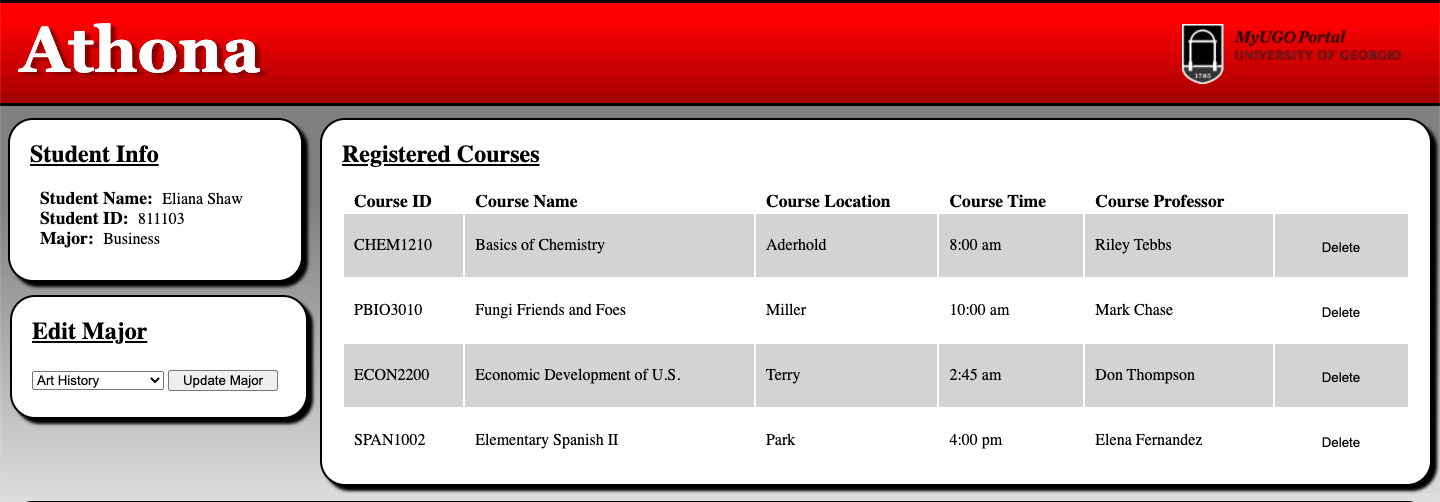 Athona
MyUGO Portal
UNIVERSITY OF GEORGIO
1785
Student Info
Student Name: Eliana Shaw
Student ID: 811103
Major: Business
Edit Major
Art History Update Major
Registered Courses
Course ID Course Name Course Location Course Time Course Professor
CHEM1210 Basics of Chemistry Aderhold 8:00 am Riley Tebbs Delete
PBIO3010 Fungi Friends and Foes Miller 10:00 am Mark Chase Delete
ECON2200 Economic Development of U.S. Terry 2:45 am Don Thompson Delete
SPAN1002 Elementary Spanish II Park 4:00 pm Elena Fernandez Delete